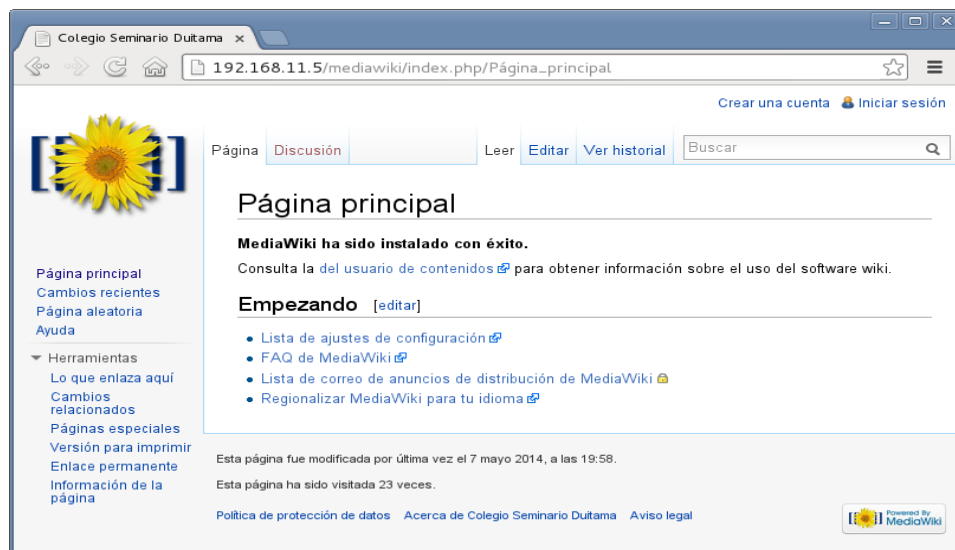 Colegio Seminario Duitama
192.168.11.5/mediawiki/index.php/Página_principal
Crear una cuenta Iniciar sesión
Página Discusión Leer Editar Ver historial Buscar
Página principal
MediaWiki ha sido instalado con éxito.
Consulta la del usuario de contenidos para obtener información sobre el uso del software wiki.
Empezando [editar]
Lista de ajustes de configuración
FAQ de MediaWiki
Lista de correo de anuncios de distribución de MediaWiki
Regionalizar MediaWiki para tu idioma
Página principal
Cambios recientes
Página aleatoria
Ayuda
Herramientas
Lo que enlaza aquí
Cambios
relacionados
Páginas especiales
Versión para imprimir
Enlace permanente
Información de la
página
Esta página fue modificada por última vez el 7 mayo 2014, a las 19:58.
Esta página ha sido visitada 23 veces.
Política de protección de datos Acerca de Colegio Seminario Duitama Aviso legal
Powered By
MediaWiki